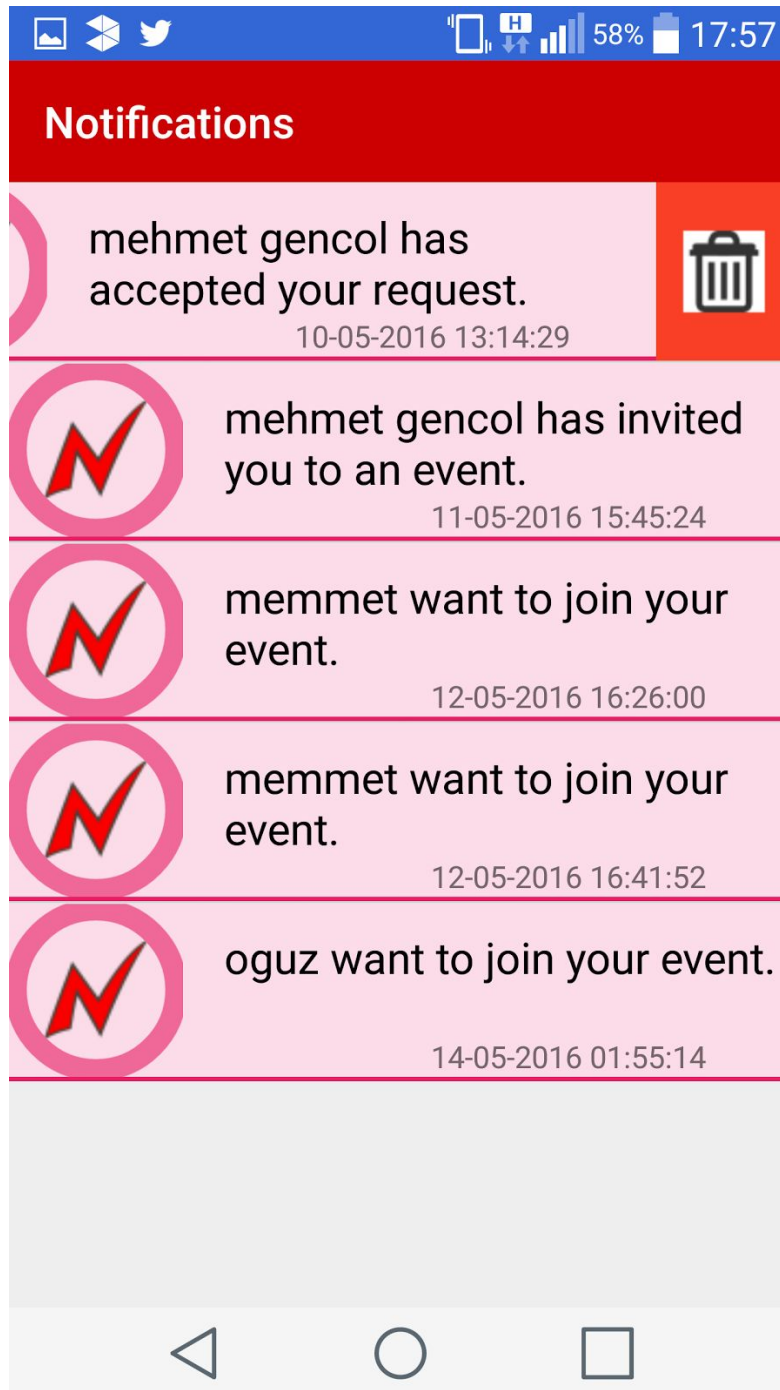 H 58% 17:57
Notifications
mehmet gencol has
accepted your request.
10-05-2016 13:14:29
mehmet gencol has invited
you to an event.
11-05-2016 15:45:24
memmet want to join your
event.
12-05-2016 16:26:00
memmet want to join your
event.
12-05-2016 16:41:52
oguz want to join your event.
14-05-2016 01:55:14